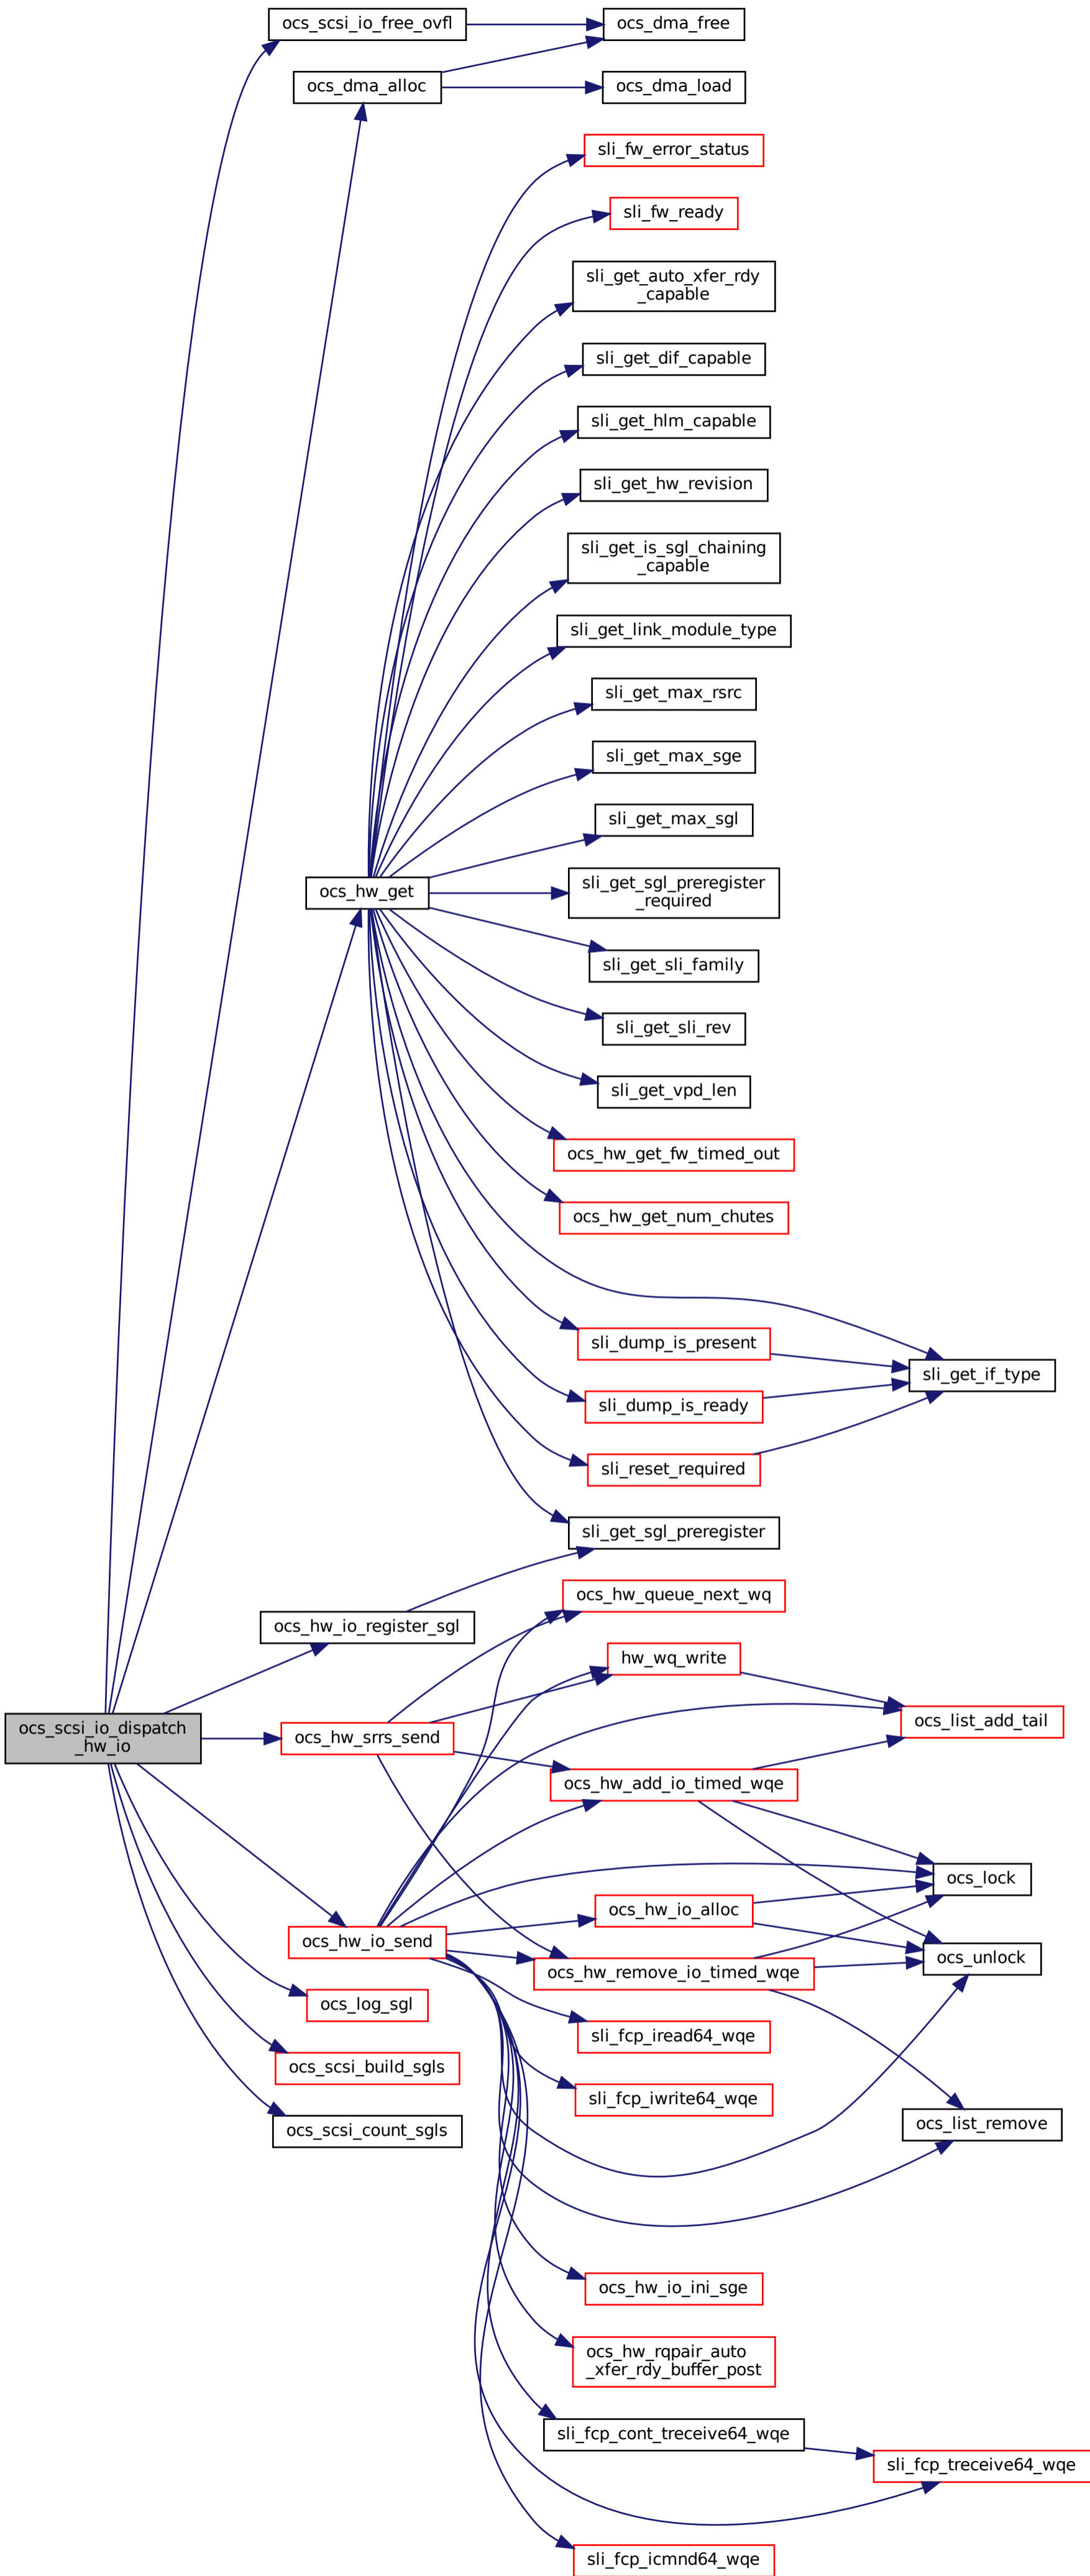 ocs_scsi_io_free_ovfl
ocs_dma_free
ocs_dma_alloc
ocs_dma_load
sli_fw_error_status
sli_fw_ready
sli_get_auto_xfer_rdy
_capable
sli_get_dif_capable
sli_get_hlm_capable
sli_get_hw_revision
sli_get_is_sgl_chaining
_capable
sli_get_link_module_type
sli_get_max_rsrc
sli_get_max_sge
sli_get_max_sgl
ocs_hw_get
sli_get_sgl_preregister
_required
sli_get_sli_family
sli_get_sli_rev
sli_get_vpd_len
ocs_hw_get_fw_timed_out
ocs_hw_get_num_chutes
sli_dump_is_present
sli_get_if_type
sli_dump_is_ready
sli_reset_required
sli_get_sgl_preregister
ocs_hw_queue_next_wq
ocs_hw_io_register_sgl
hw_wq_write
ocs_list_add_tail
ocs_scsi_io_dispatch
_hw_io
ocs_hw_srrs_send
ocs_hw_add_io_timed_wqe
ocs_lock
ocs_hw_io_alloc
ocs_hw_io_send
ocs_unlock
ocs_hw_remove_io_timed_wqe
ocs_log_sgl
sli_fcp_iread64_wqe
ocs_scsi_build_sgls
sli_fcp_iwrite64_wqe
ocs_list_remove
ocs_scsi_count_sgls
ocs_hw_io_ini_sge
ocs_hw_rqpair_auto
_xfer_rdy_buffer_post
sli_fcp_cont_treceive64_wqe
sli_fcp_treceive64_wqe
sli_fcp_icmnd64_wqe